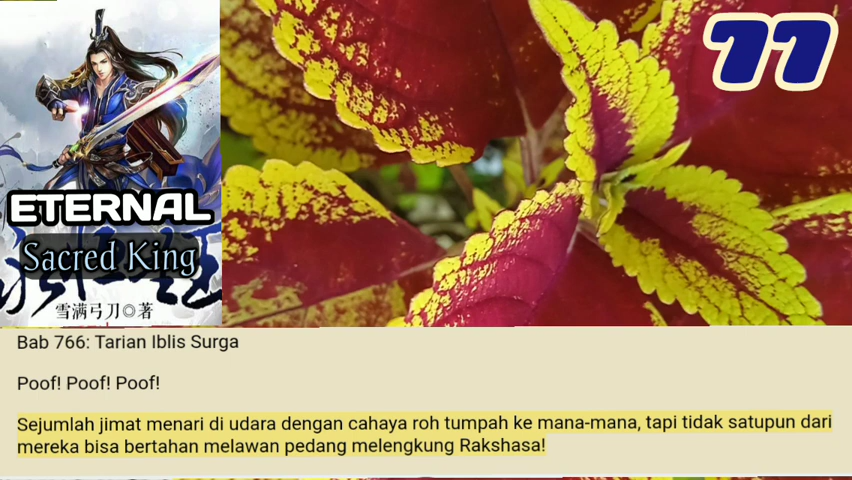 77
ETERNAL
Sacred King
雪满弓刀◎著
Bab 766: Tarian Iblis Surga
Poof! Poof! Poof!
Sejumlah jimat menari di udara dengan cahaya roh tumpah ke mana-mana, tapi tidak satupun dari
mereka bisa bertahan melawan pedang melengkung Rakshasa!